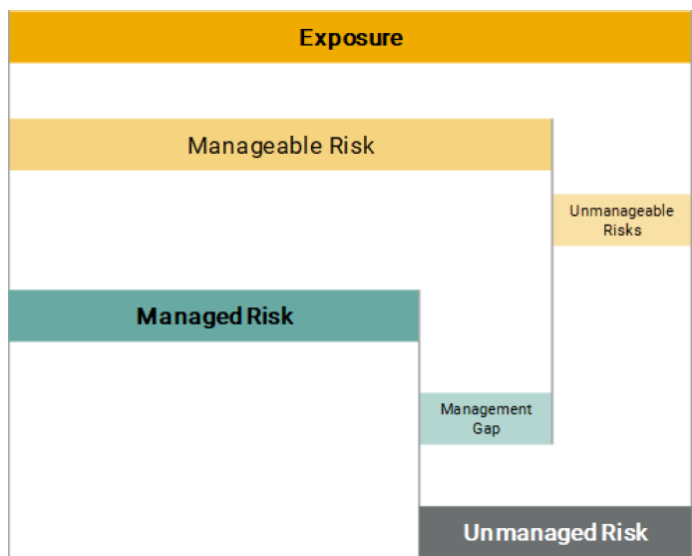 Exposure
Manageable Risk
Unmanageable
Risks
Managed Risk
Management
Gap
Unmanaged Risk